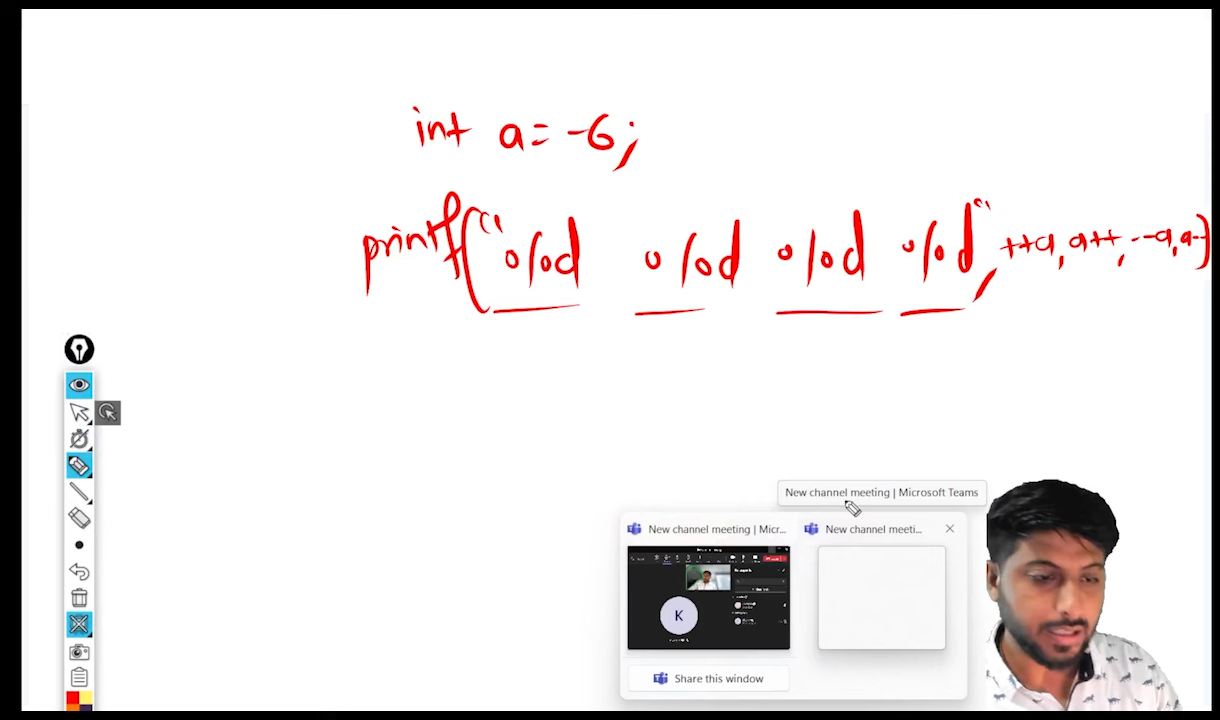 int a = -6;
printf("%d %d %d %d", ++a, a++, --a, a--)
New channel meeting | Microsoft Teams
New channel meeting | Micr...
New channel meeti...
K
Share this window